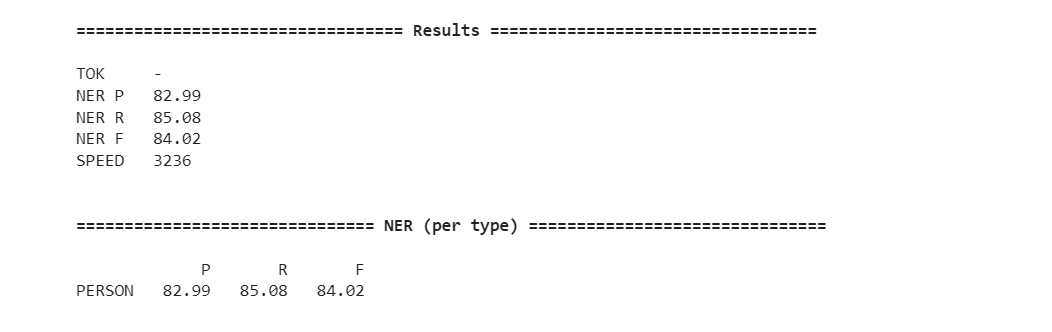 ================================== Results ==================================
TOK -
NER P 82.99
NER R 85.08
NER F 84.02
SPEED 3236
=============================== NER (per type) ===============================
P R F
PERSON 82.99 85.08 84.02